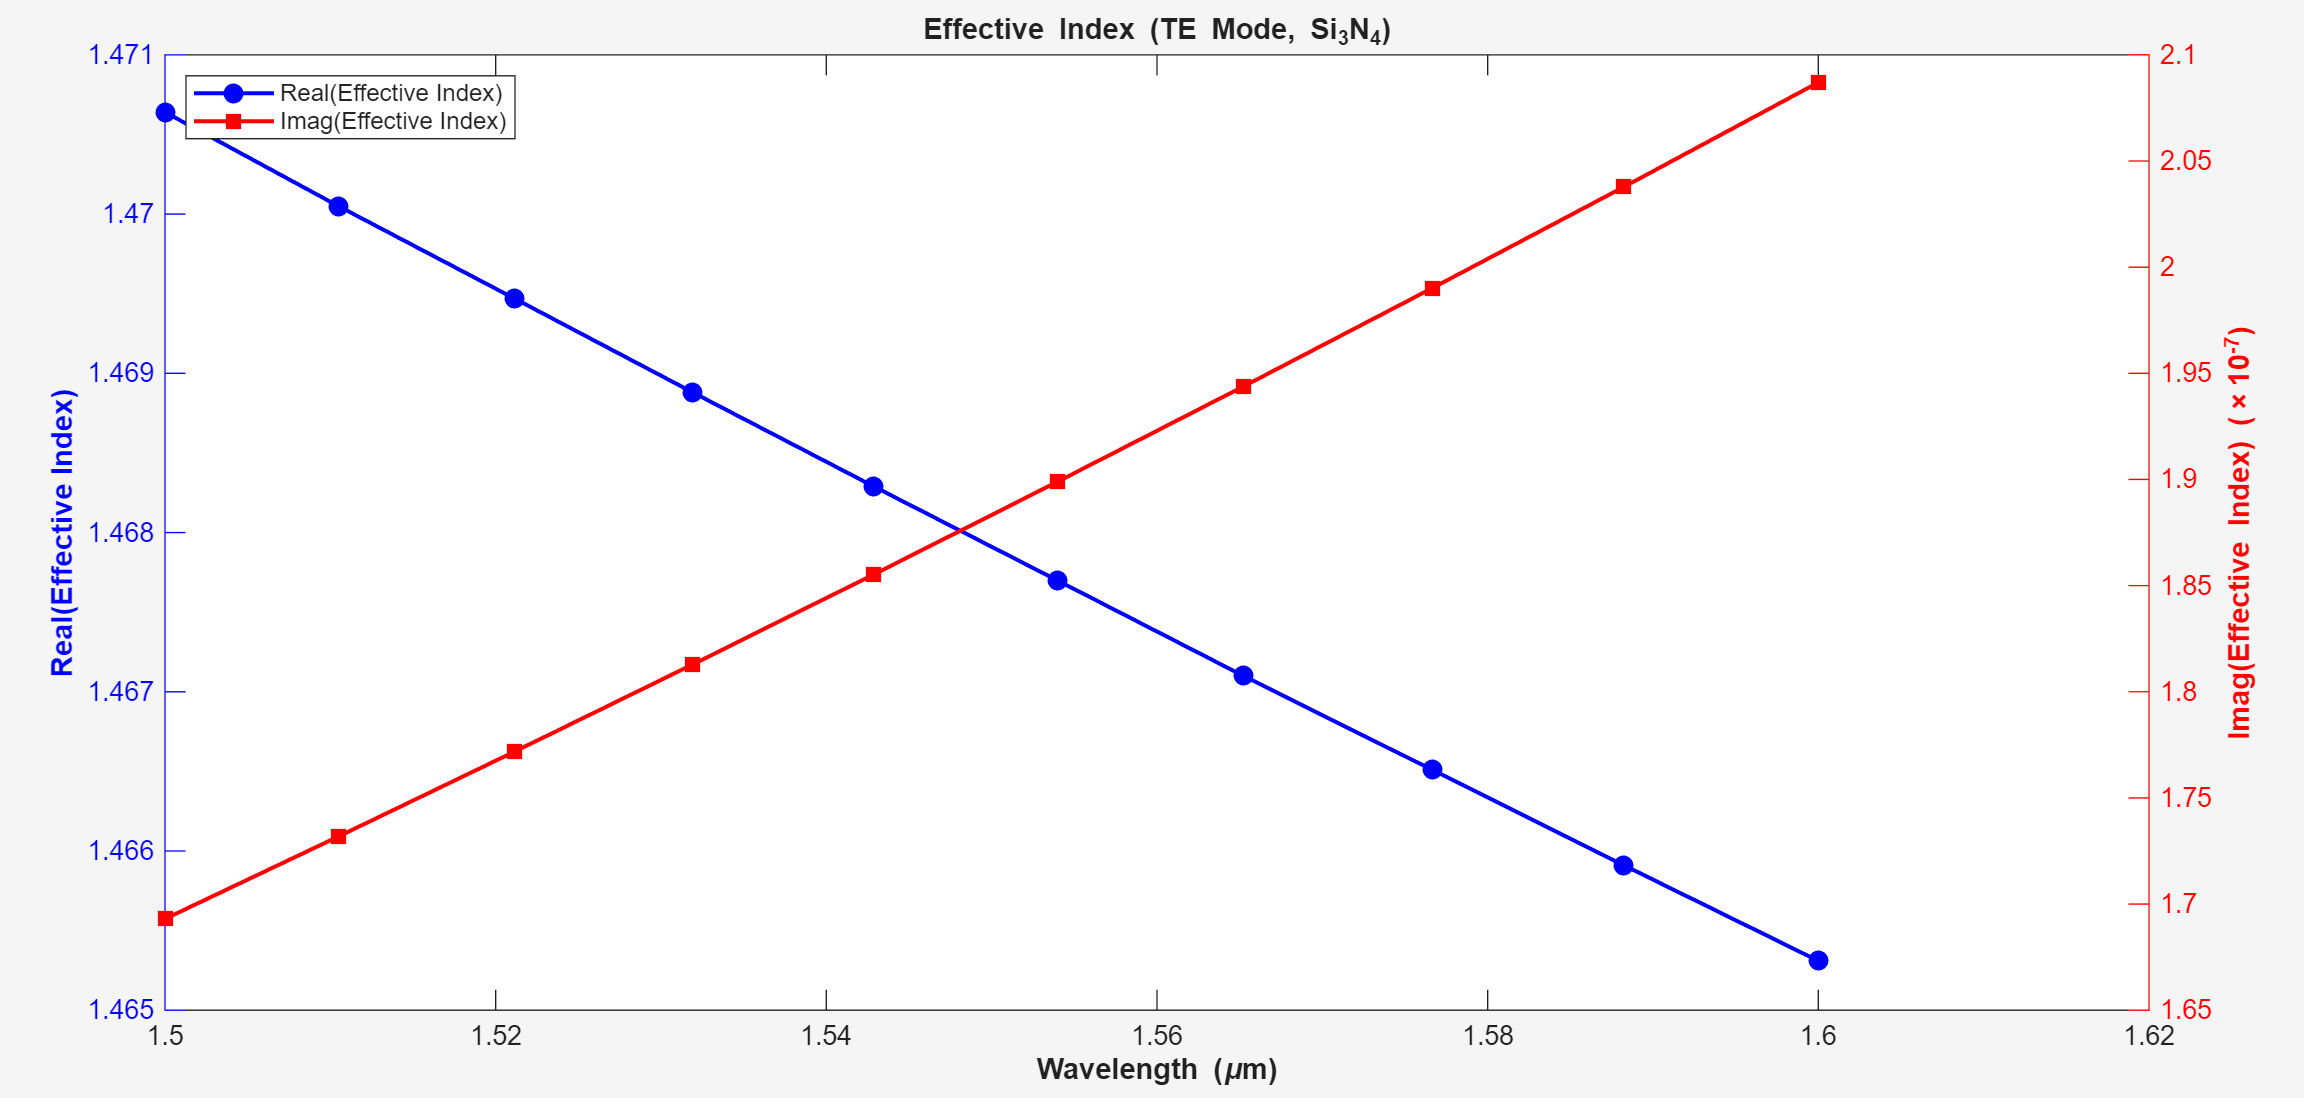 Effective Index (TE Mode, Si₃N₄)
Real(Effective Index)
Imag(Effective Index)
1.471
1.47
1.469
1.468
1.467
1.466
1.465
Real(Effective Index)
2.1
2.05
2
1.95
1.9
1.85
1.8
1.75
1.7
1.65
Imag(Effective Index) (×10⁻⁷)
1.5 1.52 1.54 1.56 1.58 1.6 1.62
Wavelength (μm)